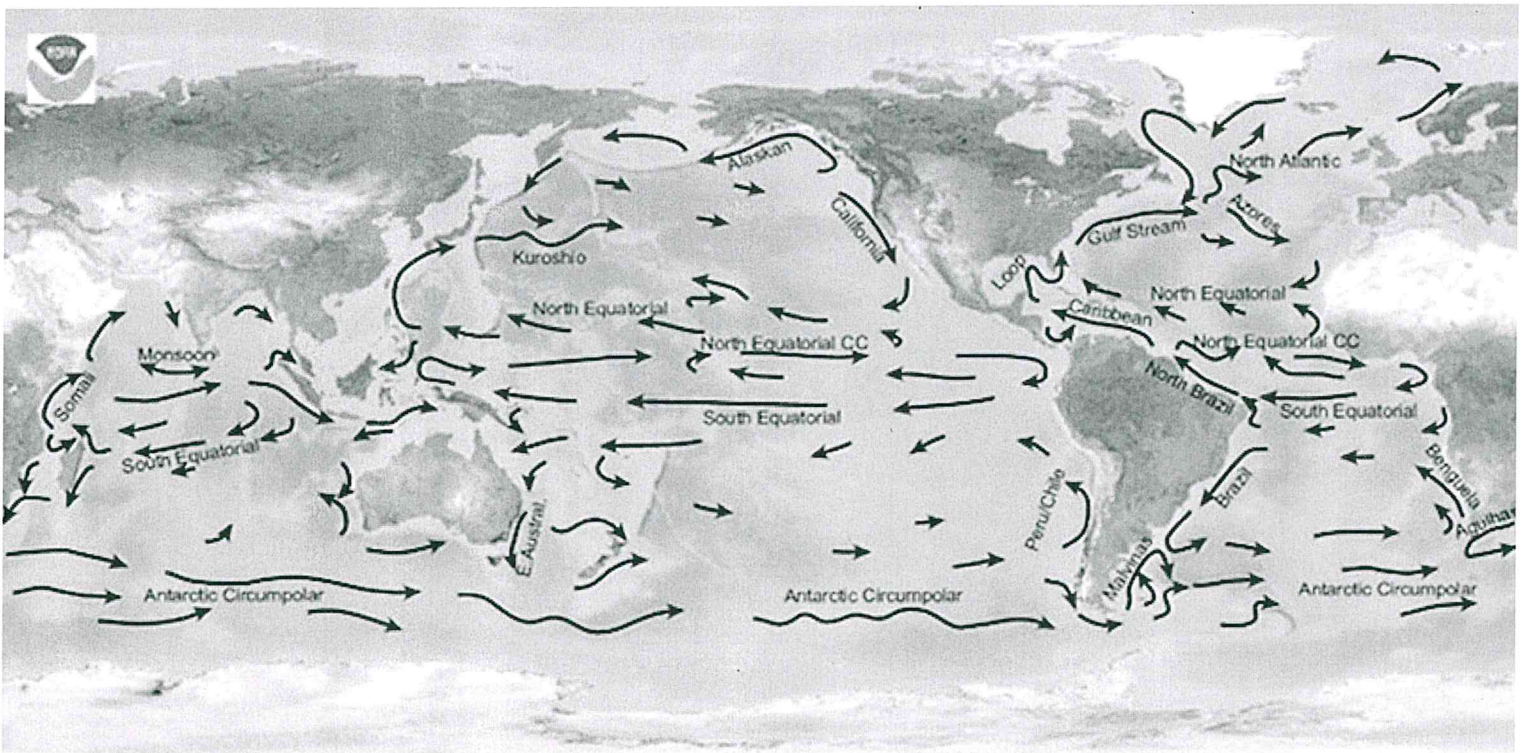 NOAA
North Atlantic
Alaskan
Azores
California
Gulf Stream
Kuroshio
Loop
North Equatorial
North Equatorial
Caribbean
North Equatorial CC
North Equatorial CC
Monsoon
Somali
North Brazil
South Equatorial
South Equatorial
South Equatorial
Benguela
Brazil
Peru/Chile
E. Austral.
Agulhas
Malvinas
Antarctic Circumpolar
Antarctic Circumpolar
Antarctic Circumpolar